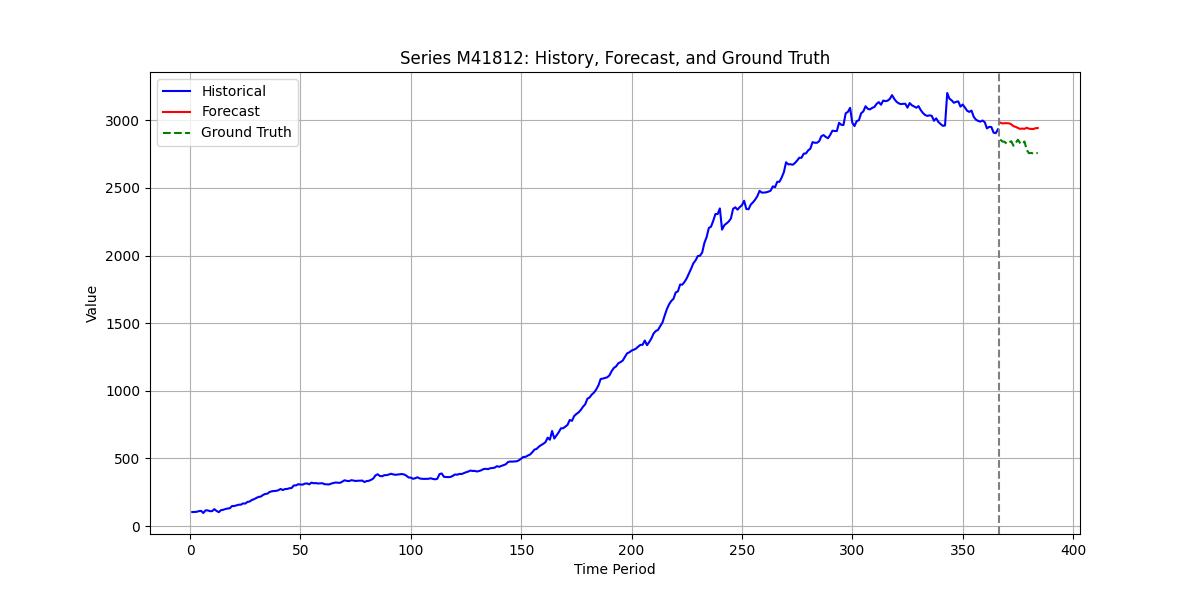 Series M41812: History, Forecast, and Ground Truth
Historical
Forecast
Ground Truth
3000
2500
2000
1500
1000
500
0
Value
0 50 100 150 200 250 300 350 400
Time Period